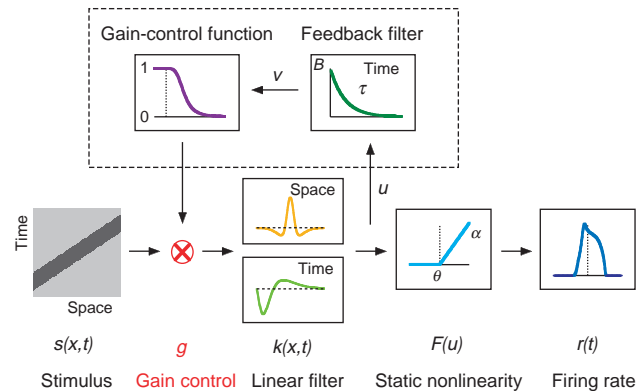 Gain-control function
Feedback filter
1
0
v
B
Time
τ
u
Time
Space
Space
Time
α
θ
s(x,t)
g
k(x,t)
F(u)
r(t)
Stimulus
Gain control
Linear filter
Static nonlinearity
Firing rate